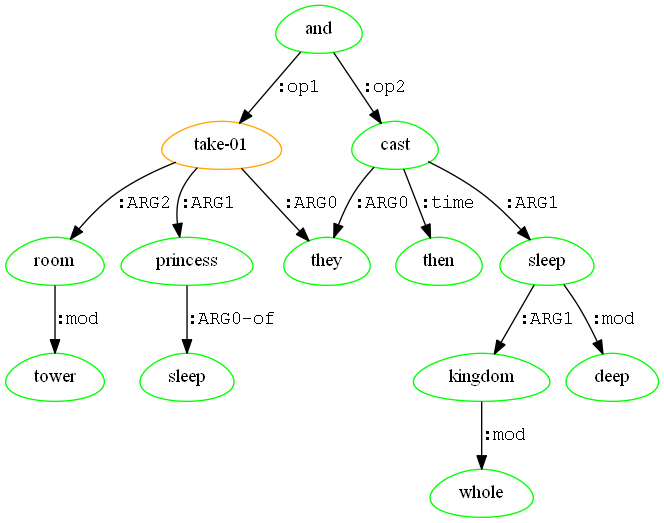 and
:op1 :op2
take-01 cast
:ARG2 :ARG1 :ARG0 :ARG0 :time :ARG1
room princess they then sleep
:mod :ARG0-of :ARG1 :mod
tower sleep kingdom deep
:mod
whole